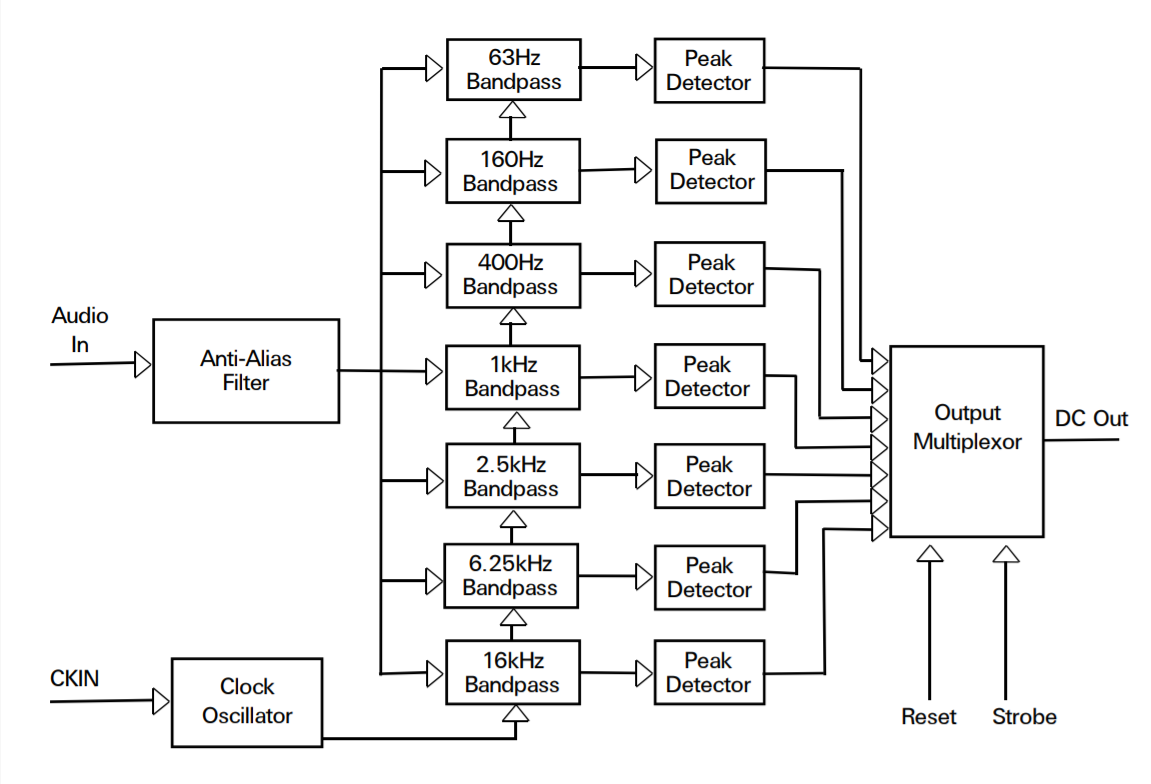 63Hz
Bandpass
Peak
Detector
160Hz
Bandpass
Peak
Detector
400Hz
Bandpass
Peak
Detector
Audio
In
Anti-Alias
Filter
1kHz
Bandpass
Peak
Detector
Output
Multiplexor
DC Out
2.5kHz
Bandpass
Peak
Detector
6.25kHz
Bandpass
Peak
Detector
CKIN
Clock
Oscillator
16kHz
Bandpass
Peak
Detector
Reset
Strobe